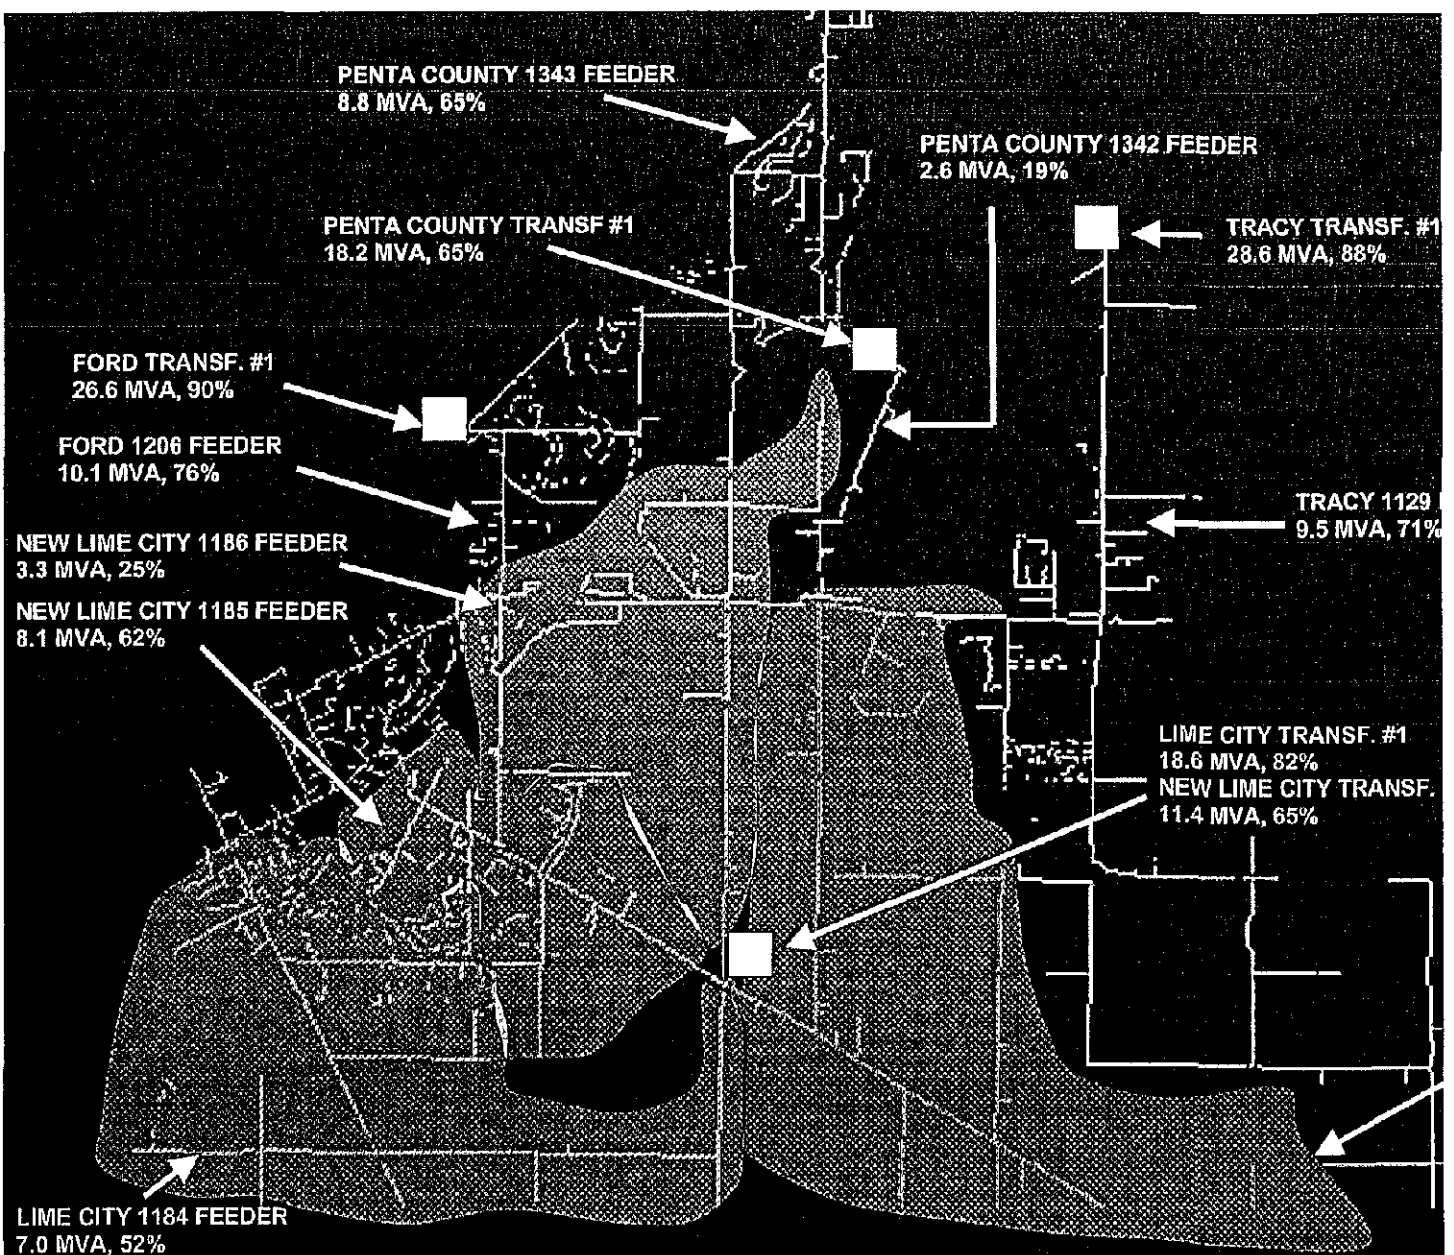 PENTA COUNTY 1343 FEEDER
8.8 MVA, 65%
PENTA COUNTY 1342 FEEDER
2.6 MVA, 19%
PENTA COUNTY TRANSF #1
18.2 MVA, 65%
TRACY TRANSF. #1
28.6 MVA, 88%
FORD TRANSF. #1
26.6 MVA, 90%
FORD 1206 FEEDER
10.1 MVA, 76%
TRACY 1129
9.5 MVA, 71%
NEW LIME CITY 1186 FEEDER
3.3 MVA, 25%
NEW LIME CITY 1185 FEEDER
8.1 MVA, 62%
LIME CITY TRANSF. #1
18.6 MVA, 82%
NEW LIME CITY TRANSF.
11.4 MVA, 65%
LIME CITY 1184 FEEDER
7.0 MVA, 52%